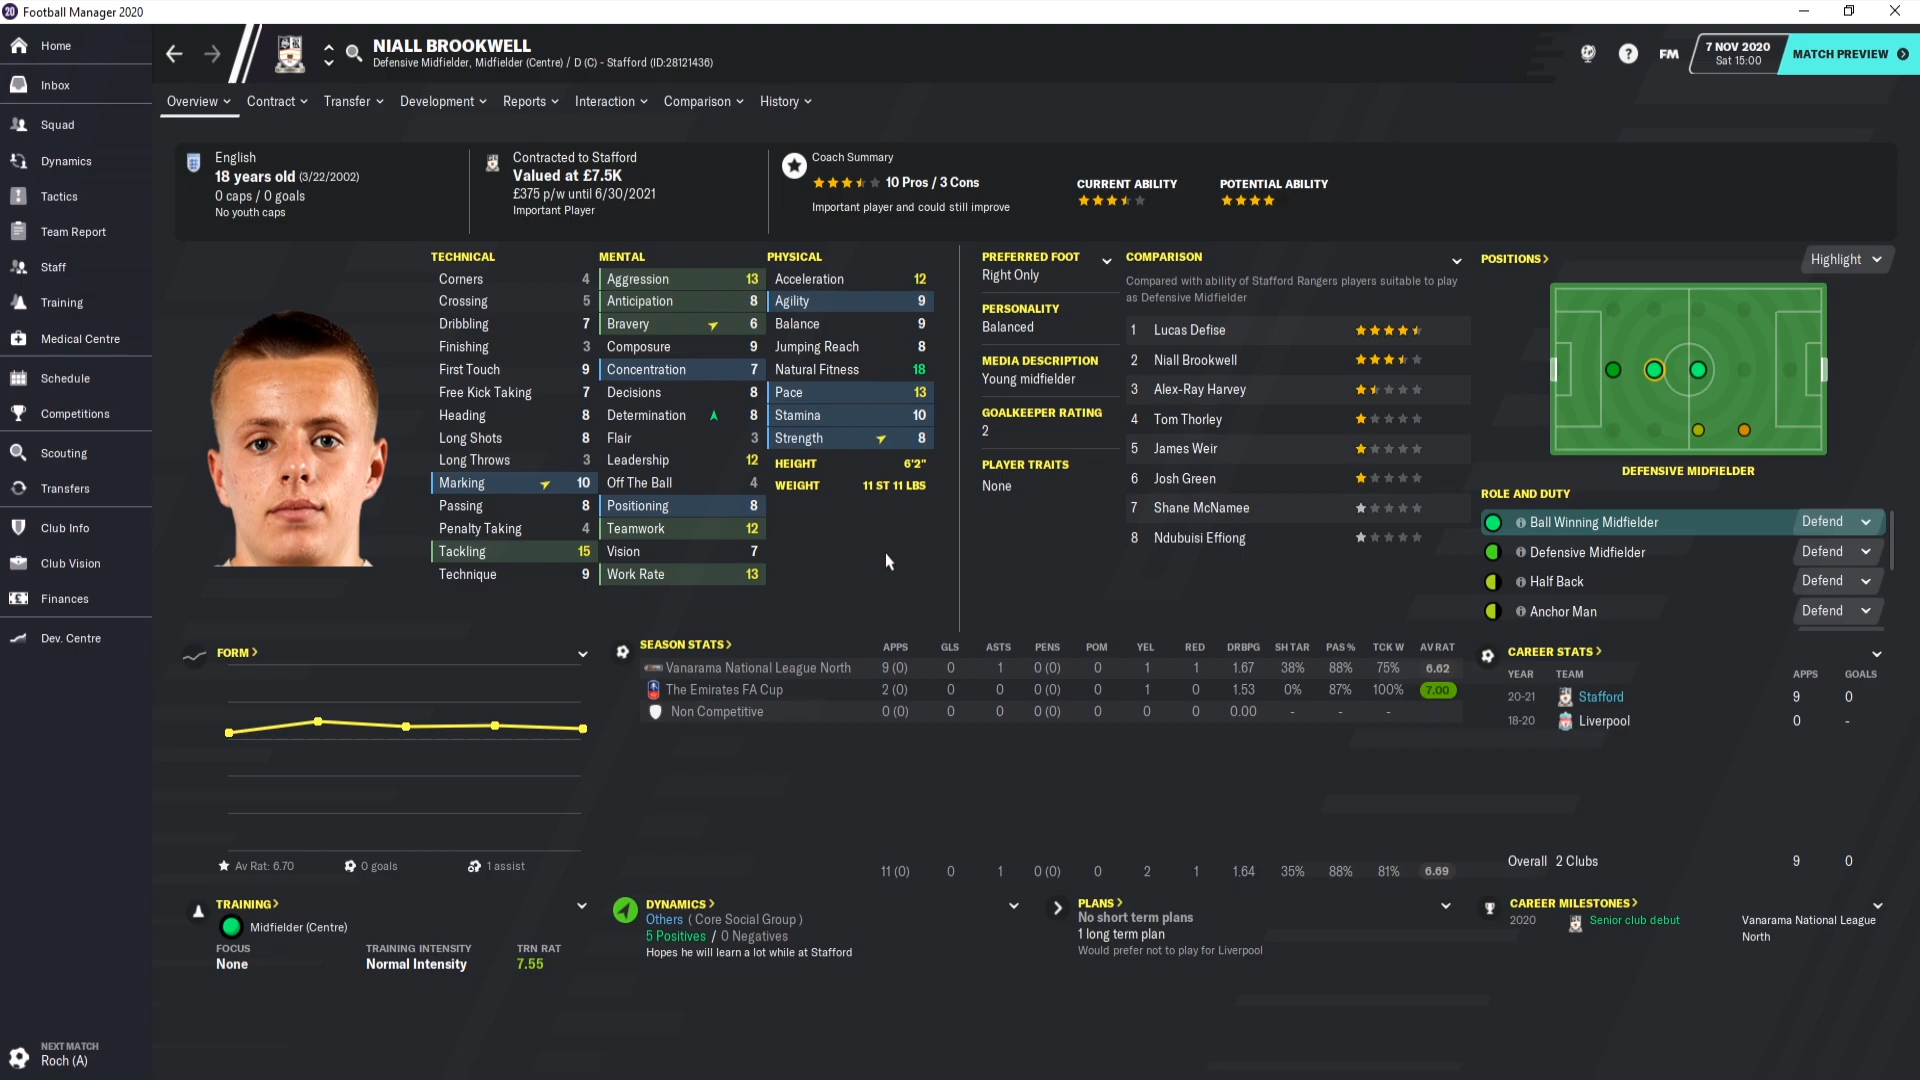 Football Manager 2020
Home
Inbox
Squad
Dynamics
Tactics
Team Report
Staff
Training
Medical Centre
Schedule
Competitions
Scouting
Transfers
Club Info
Club Vision
Finances
Dev. Centre
NEXT MATCH
Roch (A)
NIALL BROOKWELL
Defensive Midfielder, Midfielder (Centre) / D (C) - Stafford (ID:28121436)
FM
7 NOV 2020
Sat 15:00
MATCH PREVIEW
Overview Contract Transfer Development Reports Interaction Comparison History
English
18 years old (3/22/2002)
0 caps / 0 goals
No youth caps
Contracted to Stafford
Valued at £7.5K
£375 p/w until 6/30/2021
Important Player
Coach Summary
10 Pros / 3 Cons
Important player and could still improve
CURRENT ABILITY
POTENTIAL ABILITY
TECHNICAL
Corners 4
Crossing 5
Dribbling 7
Finishing 3
First Touch 9
Free Kick Taking 7
Heading 8
Long Shots 8
Long Throws 3
Marking 10
Passing 8
Penalty Taking 4
Tackling 15
Technique 9
MENTAL
Aggression 13
Anticipation 8
Bravery 6
Composure 9
Concentration 7
Decisions 8
Determination 8
Flair 3
Leadership 12
Off The Ball 4
Positioning 8
Teamwork 12
Vision 7
Work Rate 13
PHYSICAL
Acceleration 12
Agility 9
Balance 9
Jumping Reach 8
Natural Fitness 18
Pace 13
Stamina 10
Strength 8
HEIGHT 6'2"
WEIGHT 11 ST 11 LBS
PREFERRED FOOT
Right Only
PERSONALITY
Balanced
MEDIA DESCRIPTION
Young midfielder
GOALKEEPER RATING
2
PLAYER TRAITS
None
COMPARISON
Compared with ability of Stafford Rangers players suitable to play
as Defensive Midfielder
1 Lucas Defise
2 Niall Brookwell
3 Alex-Ray Harvey
4 Tom Thorley
5 James Weir
6 Josh Green
7 Shane McNamee
8 Ndubuisi Effiong
POSITIONS
Highlight
DEFENSIVE MIDFIELDER
ROLE AND DUTY
Ball Winning Midfielder Defend
Defensive Midfielder Defend
Half Back Defend
Anchor Man Defend
FORM
Av Rat: 6.70 0 goals 1 assist
SEASON STATS APPS GLS ASTS PENS POM YEL RED DRBPG SH TAR PAS % TCK W AV RAT
Vanarama National League North 9 (0) 0 1 0 (0) 0 1 1 1.67 38% 88% 75% 6.62
The Emirates FA Cup 2 (0) 0 0 0 (0) 0 1 0 1.53 0% 87% 100% 7.00
Non Competitive 0 (0) 0 0 0 (0) 0 0 0 0.00 - - -
11 (0) 0 1 0 (0) 0 2 1 1.64 35% 88% 81% 6.69
CAREER STATS
YEAR TEAM APPS GOALS
20-21 Stafford 9 0
18-20 Liverpool 0 -
Overall 2 Clubs 9 0
TRAINING
Midfielder (Centre)
FOCUS TRAINING INTENSITY TRN RAT
None Normal Intensity 7.55
DYNAMICS
Others ( Core Social Group )
5 Positives / 0 Negatives
Hopes he will learn a lot while at Stafford
PLANS
No short term plans
1 long term plan
Would prefer not to play for Liverpool
CAREER MILESTONES
2020 Senior club debut Vanarama National League
North